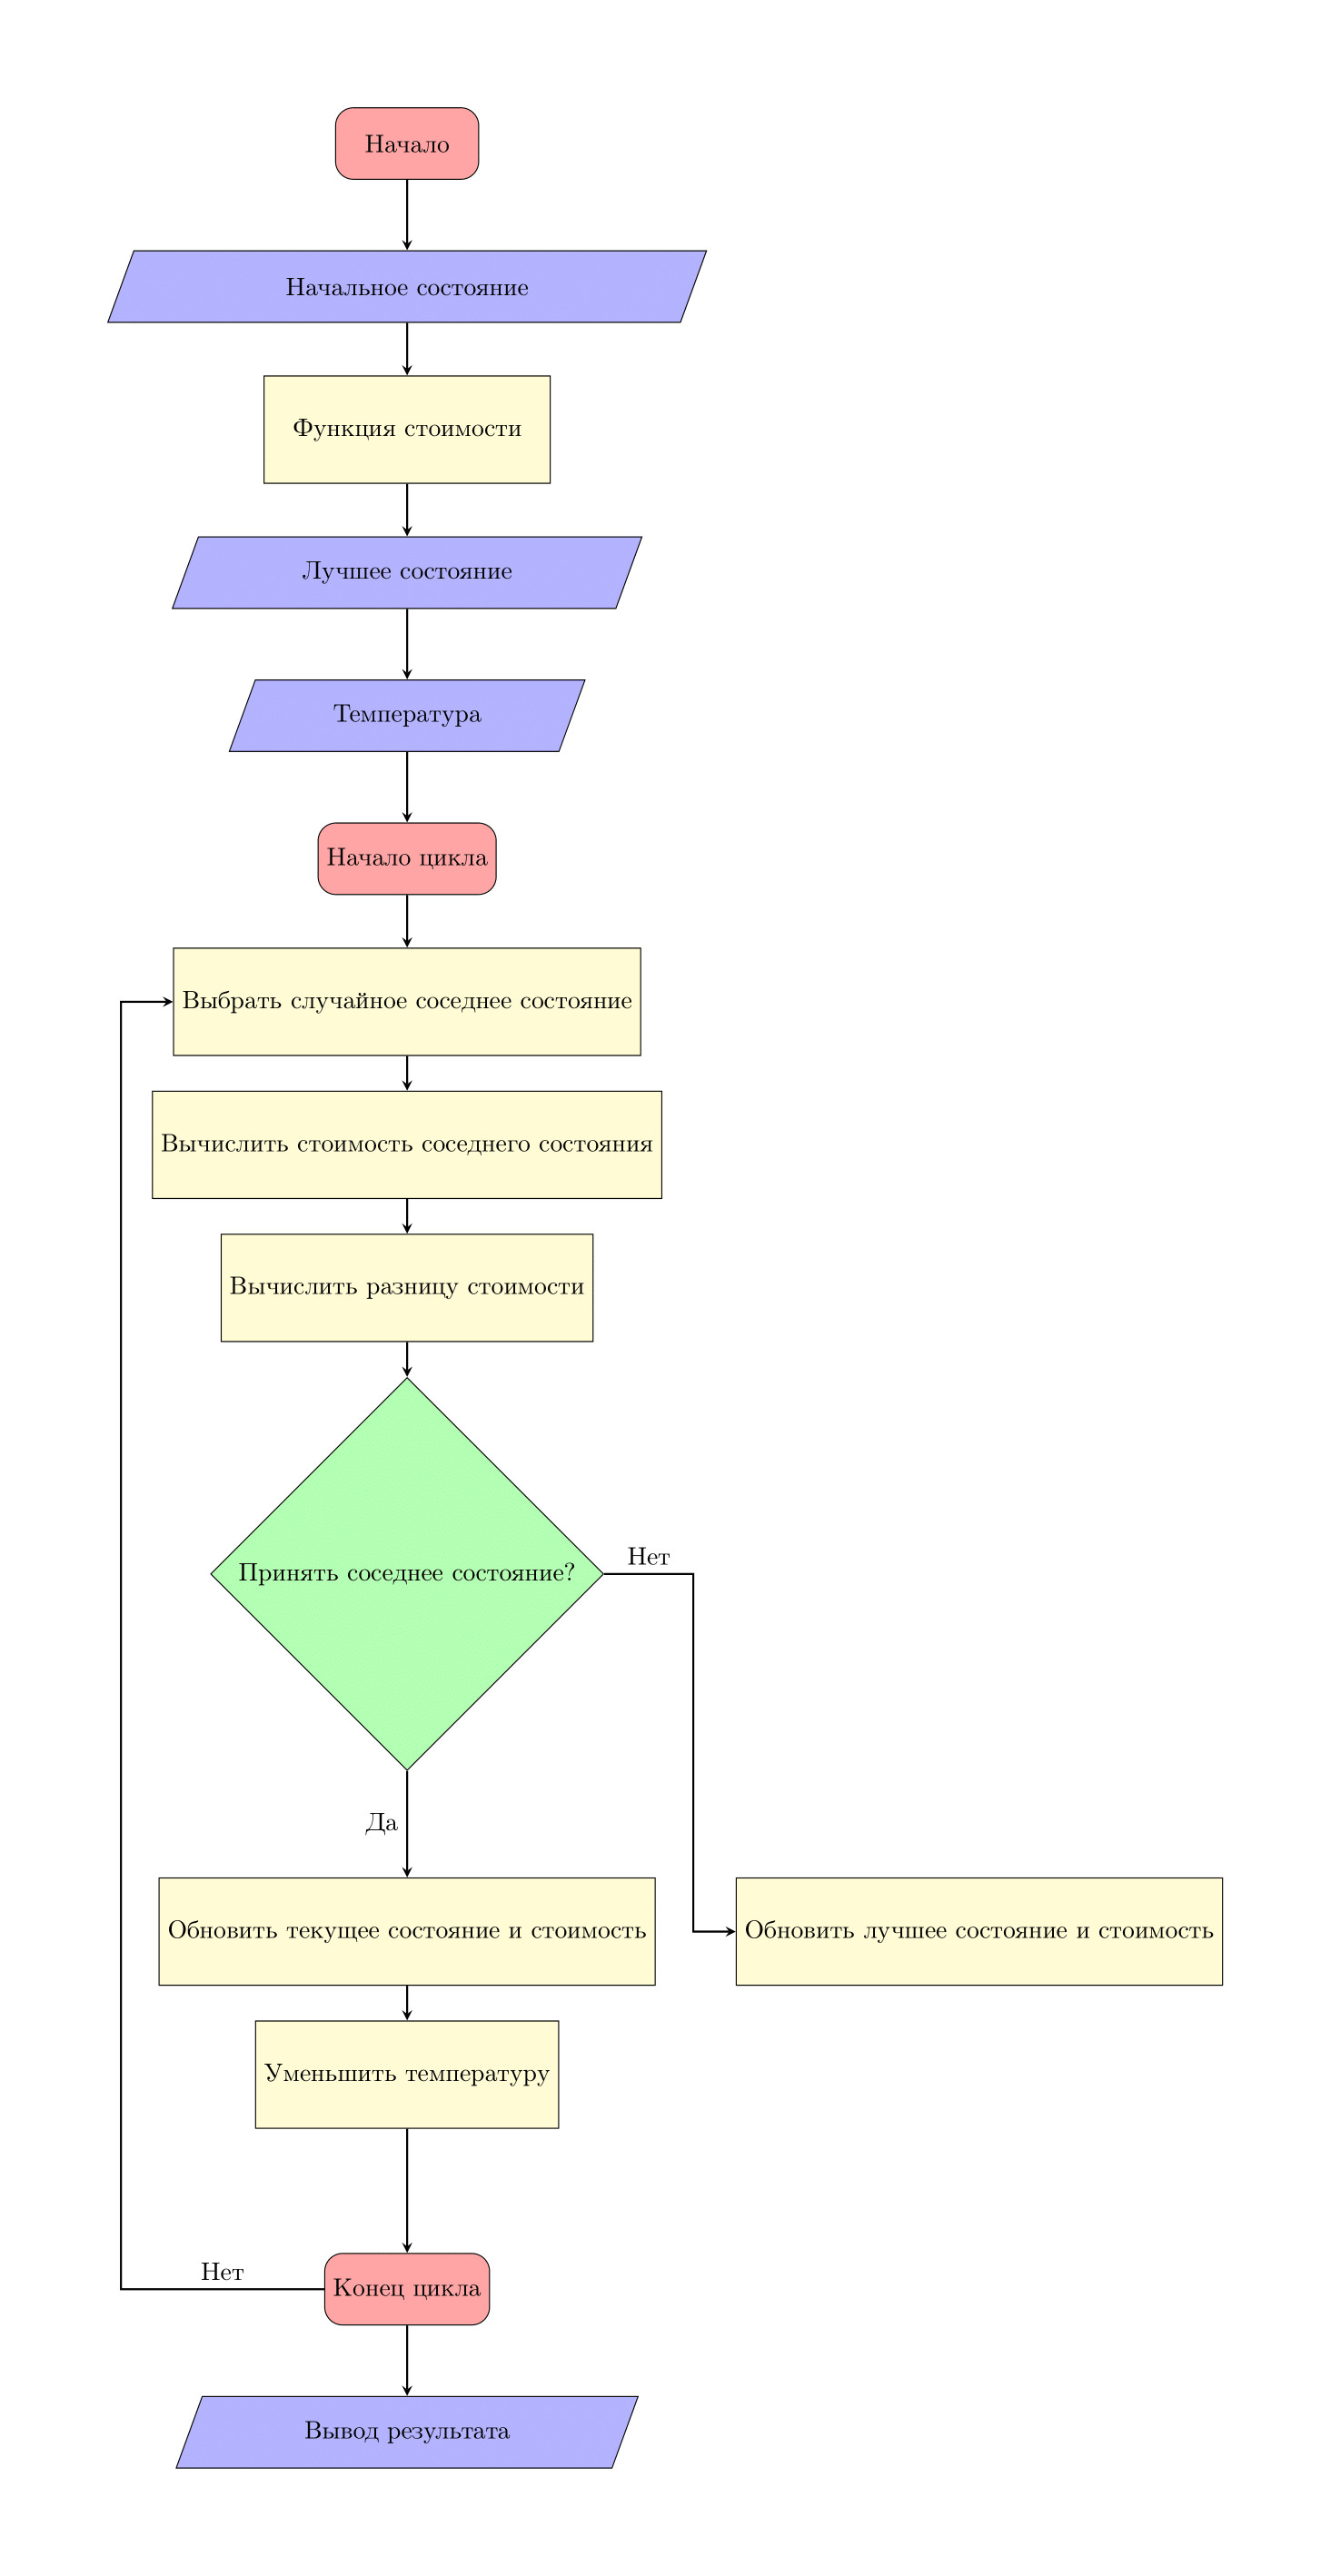 Начало
Начальное состояние
Функция стоимости
Лучшее состояние
Температура
Начало цикла
Выбрать случайное соседнее состояние
Вычислить стоимость соседнего состояния
Вычислить разницу стоимости
Нет
Принять соседнее состояние?
Да
Обновить текущее состояние и стоимость
Обновить лучшее состояние и стоимость
Уменьшить температуру
Нет
Конец цикла
Вывод результата